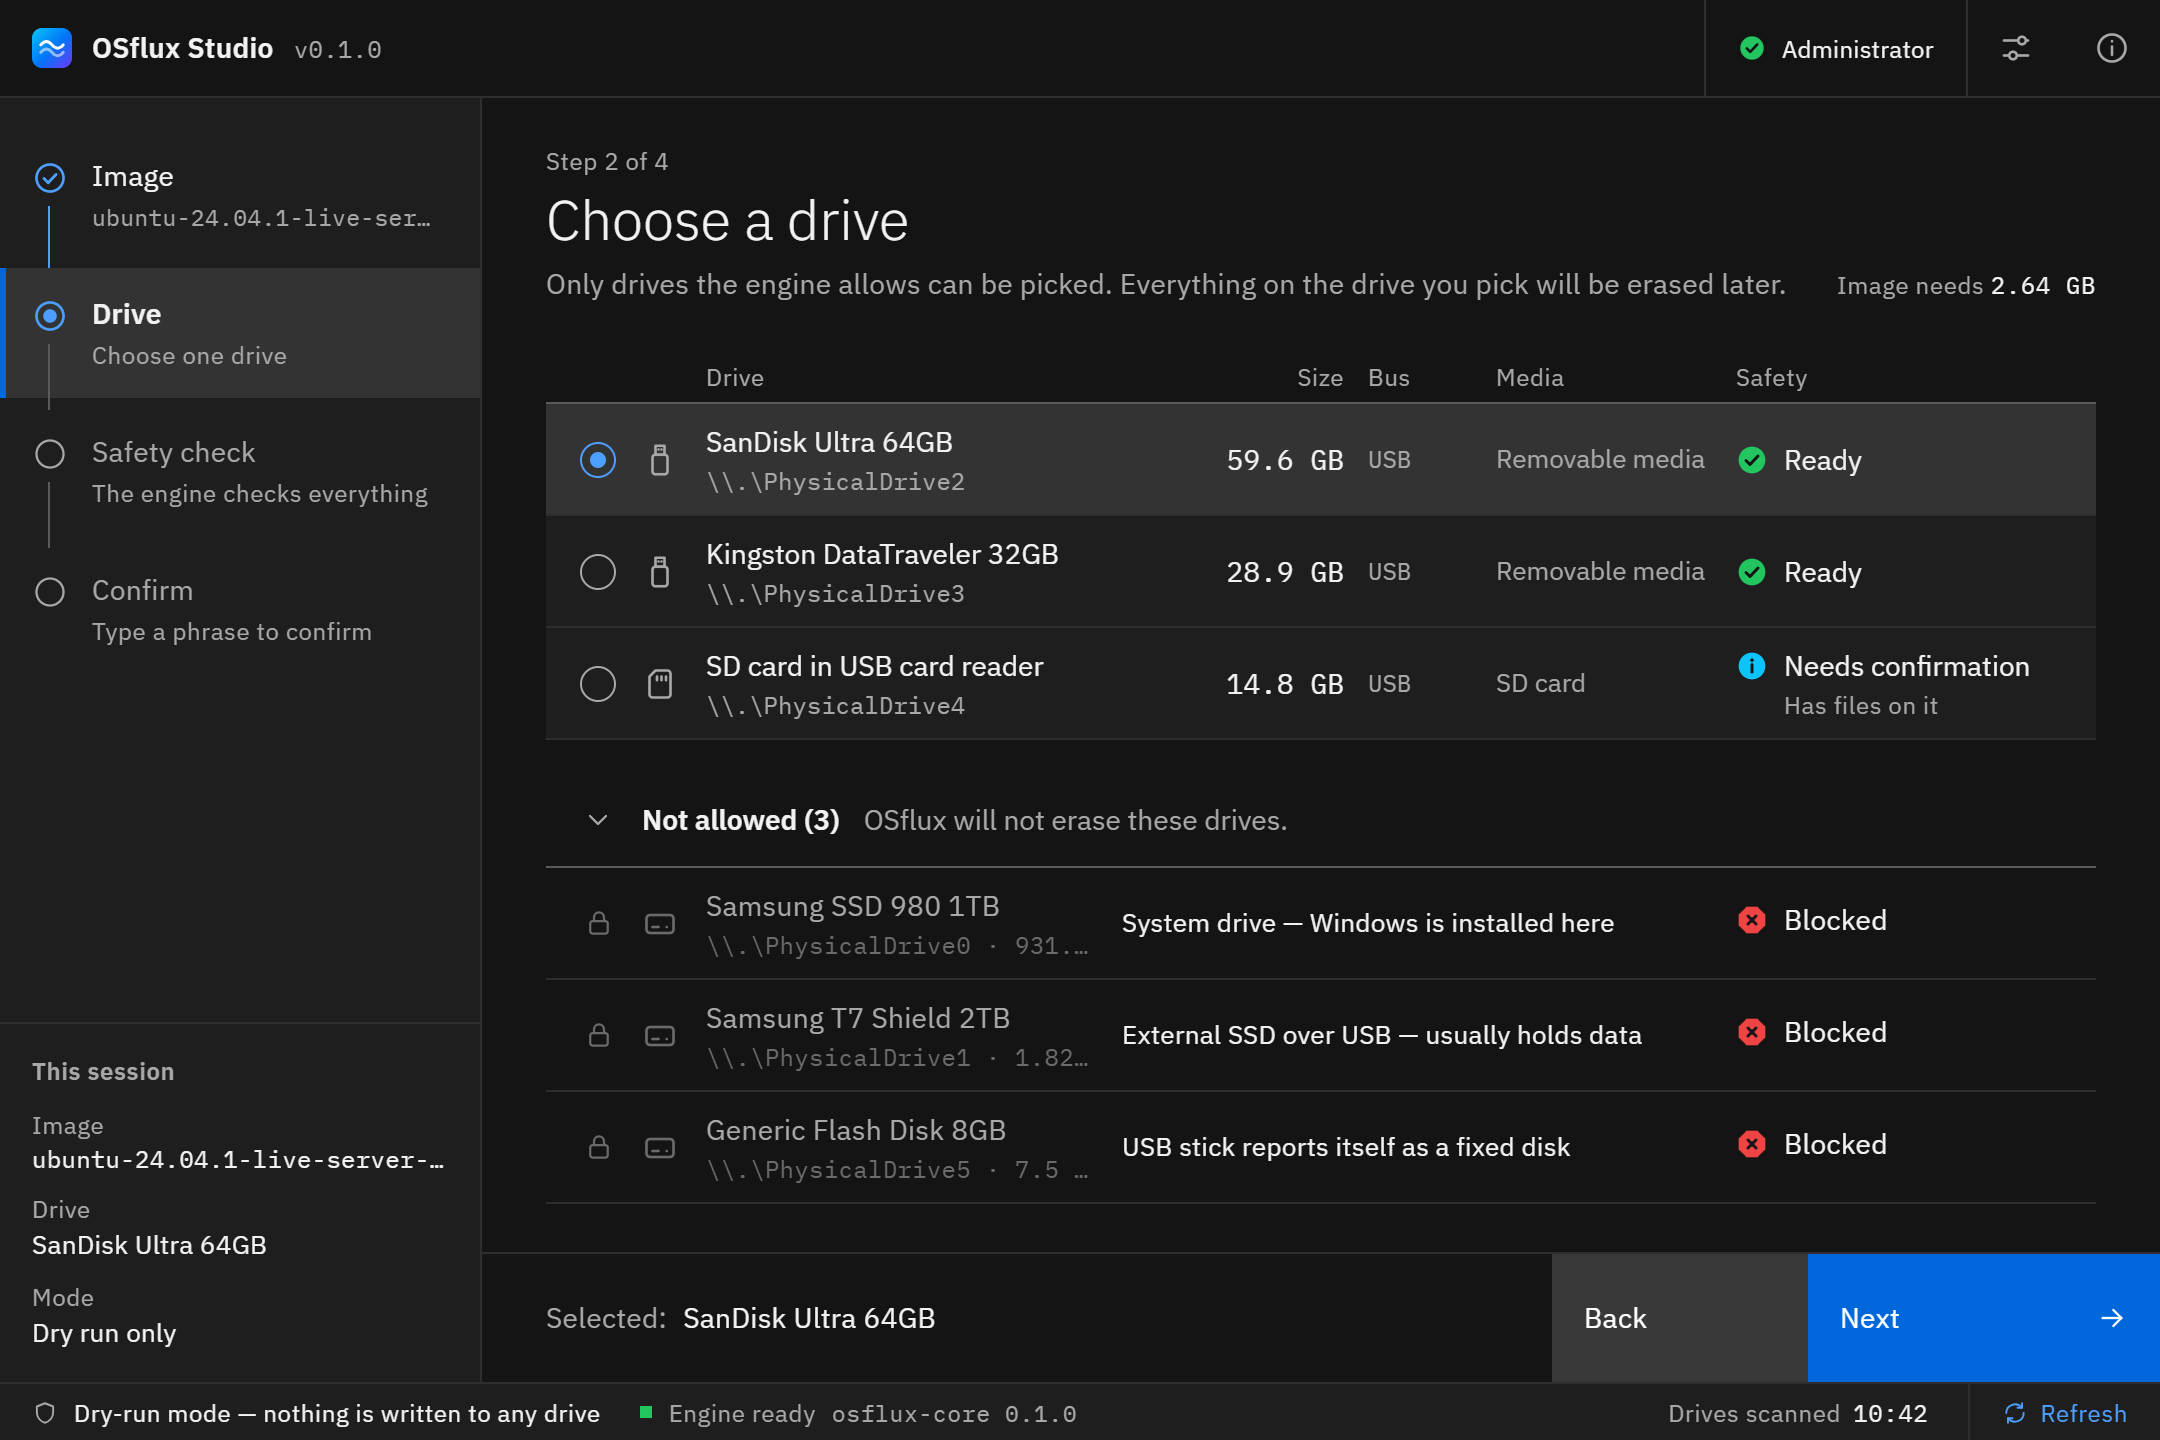 OSflux Studio v0.1.0
Administrator
Image
ubuntu-24.04.1-live-ser…
Drive
Choose one drive
Safety check
The engine checks everything
Confirm
Type a phrase to confirm
This session
Image
ubuntu-24.04.1-live-server-…
Drive
SanDisk Ultra 64GB
Mode
Dry run only
Step 2 of 4
Choose a drive
Only drives the engine allows can be picked. Everything on the drive you pick will be erased later. Image needs 2.64 GB
Drive Size Bus Media Safety
SanDisk Ultra 64GB
\\.\PhysicalDrive2
59.6 GB USB Removable media Ready
Kingston DataTraveler 32GB
\\.\PhysicalDrive3
28.9 GB USB Removable media Ready
SD card in USB card reader
\\.\PhysicalDrive4
14.8 GB USB SD card Needs confirmation
Has files on it
Not allowed (3) OSflux will not erase these drives.
Samsung SSD 980 1TB
\\.\PhysicalDrive0 · 931.…
System drive — Windows is installed here Blocked
Samsung T7 Shield 2TB
\\.\PhysicalDrive1 · 1.82…
External SSD over USB — usually holds data Blocked
Generic Flash Disk 8GB
\\.\PhysicalDrive5 · 7.5 …
USB stick reports itself as a fixed disk Blocked
Selected: SanDisk Ultra 64GB
Back
Next
Dry-run mode — nothing is written to any drive Engine ready osflux-core 0.1.0 Drives scanned 10:42 Refresh